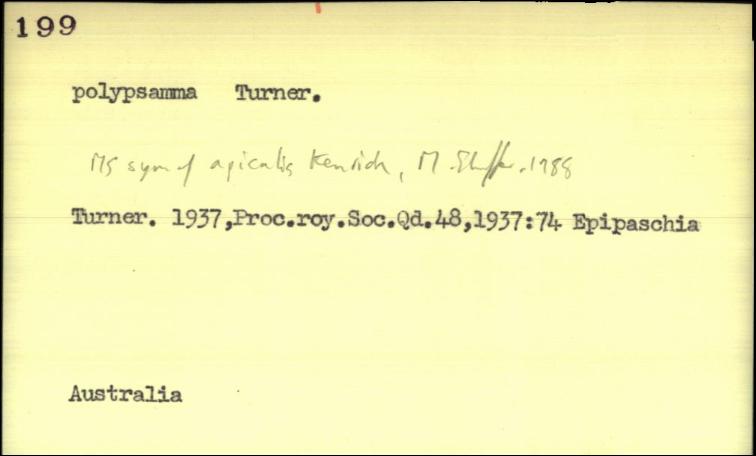 199
polypsamma Turner.
MS syn of apicalis Kenrick, M. Shaffer. 1988
Turner. 1937,Proc.roy.Soc.Qd.48,1937:74 Epipaschia
Australia